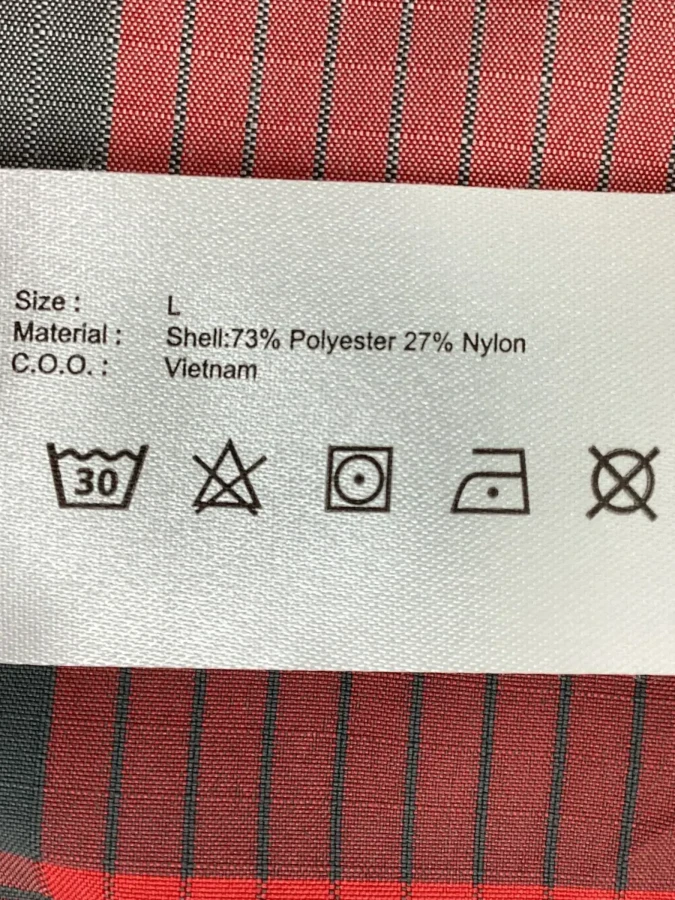 Size : L
Material : Shell:73% Polyester 27% Nylon
C.O.O. : Vietnam
30